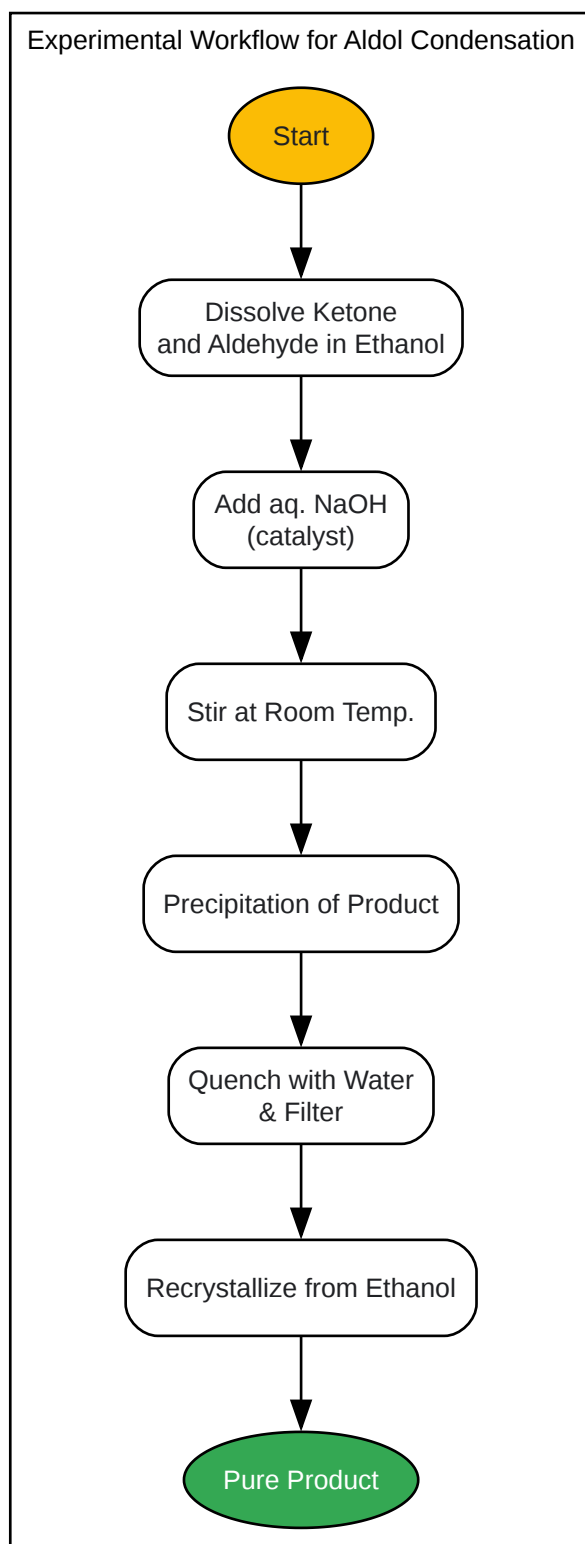 Experimental Workflow for Aldol Condensation
Start
Dissolve Ketone
and Aldehyde in Ethanol
Add aq. NaOH
(catalyst)
Stir at Room Temp.
Precipitation of Product
Quench with Water
& Filter
Recrystallize from Ethanol
Pure Product